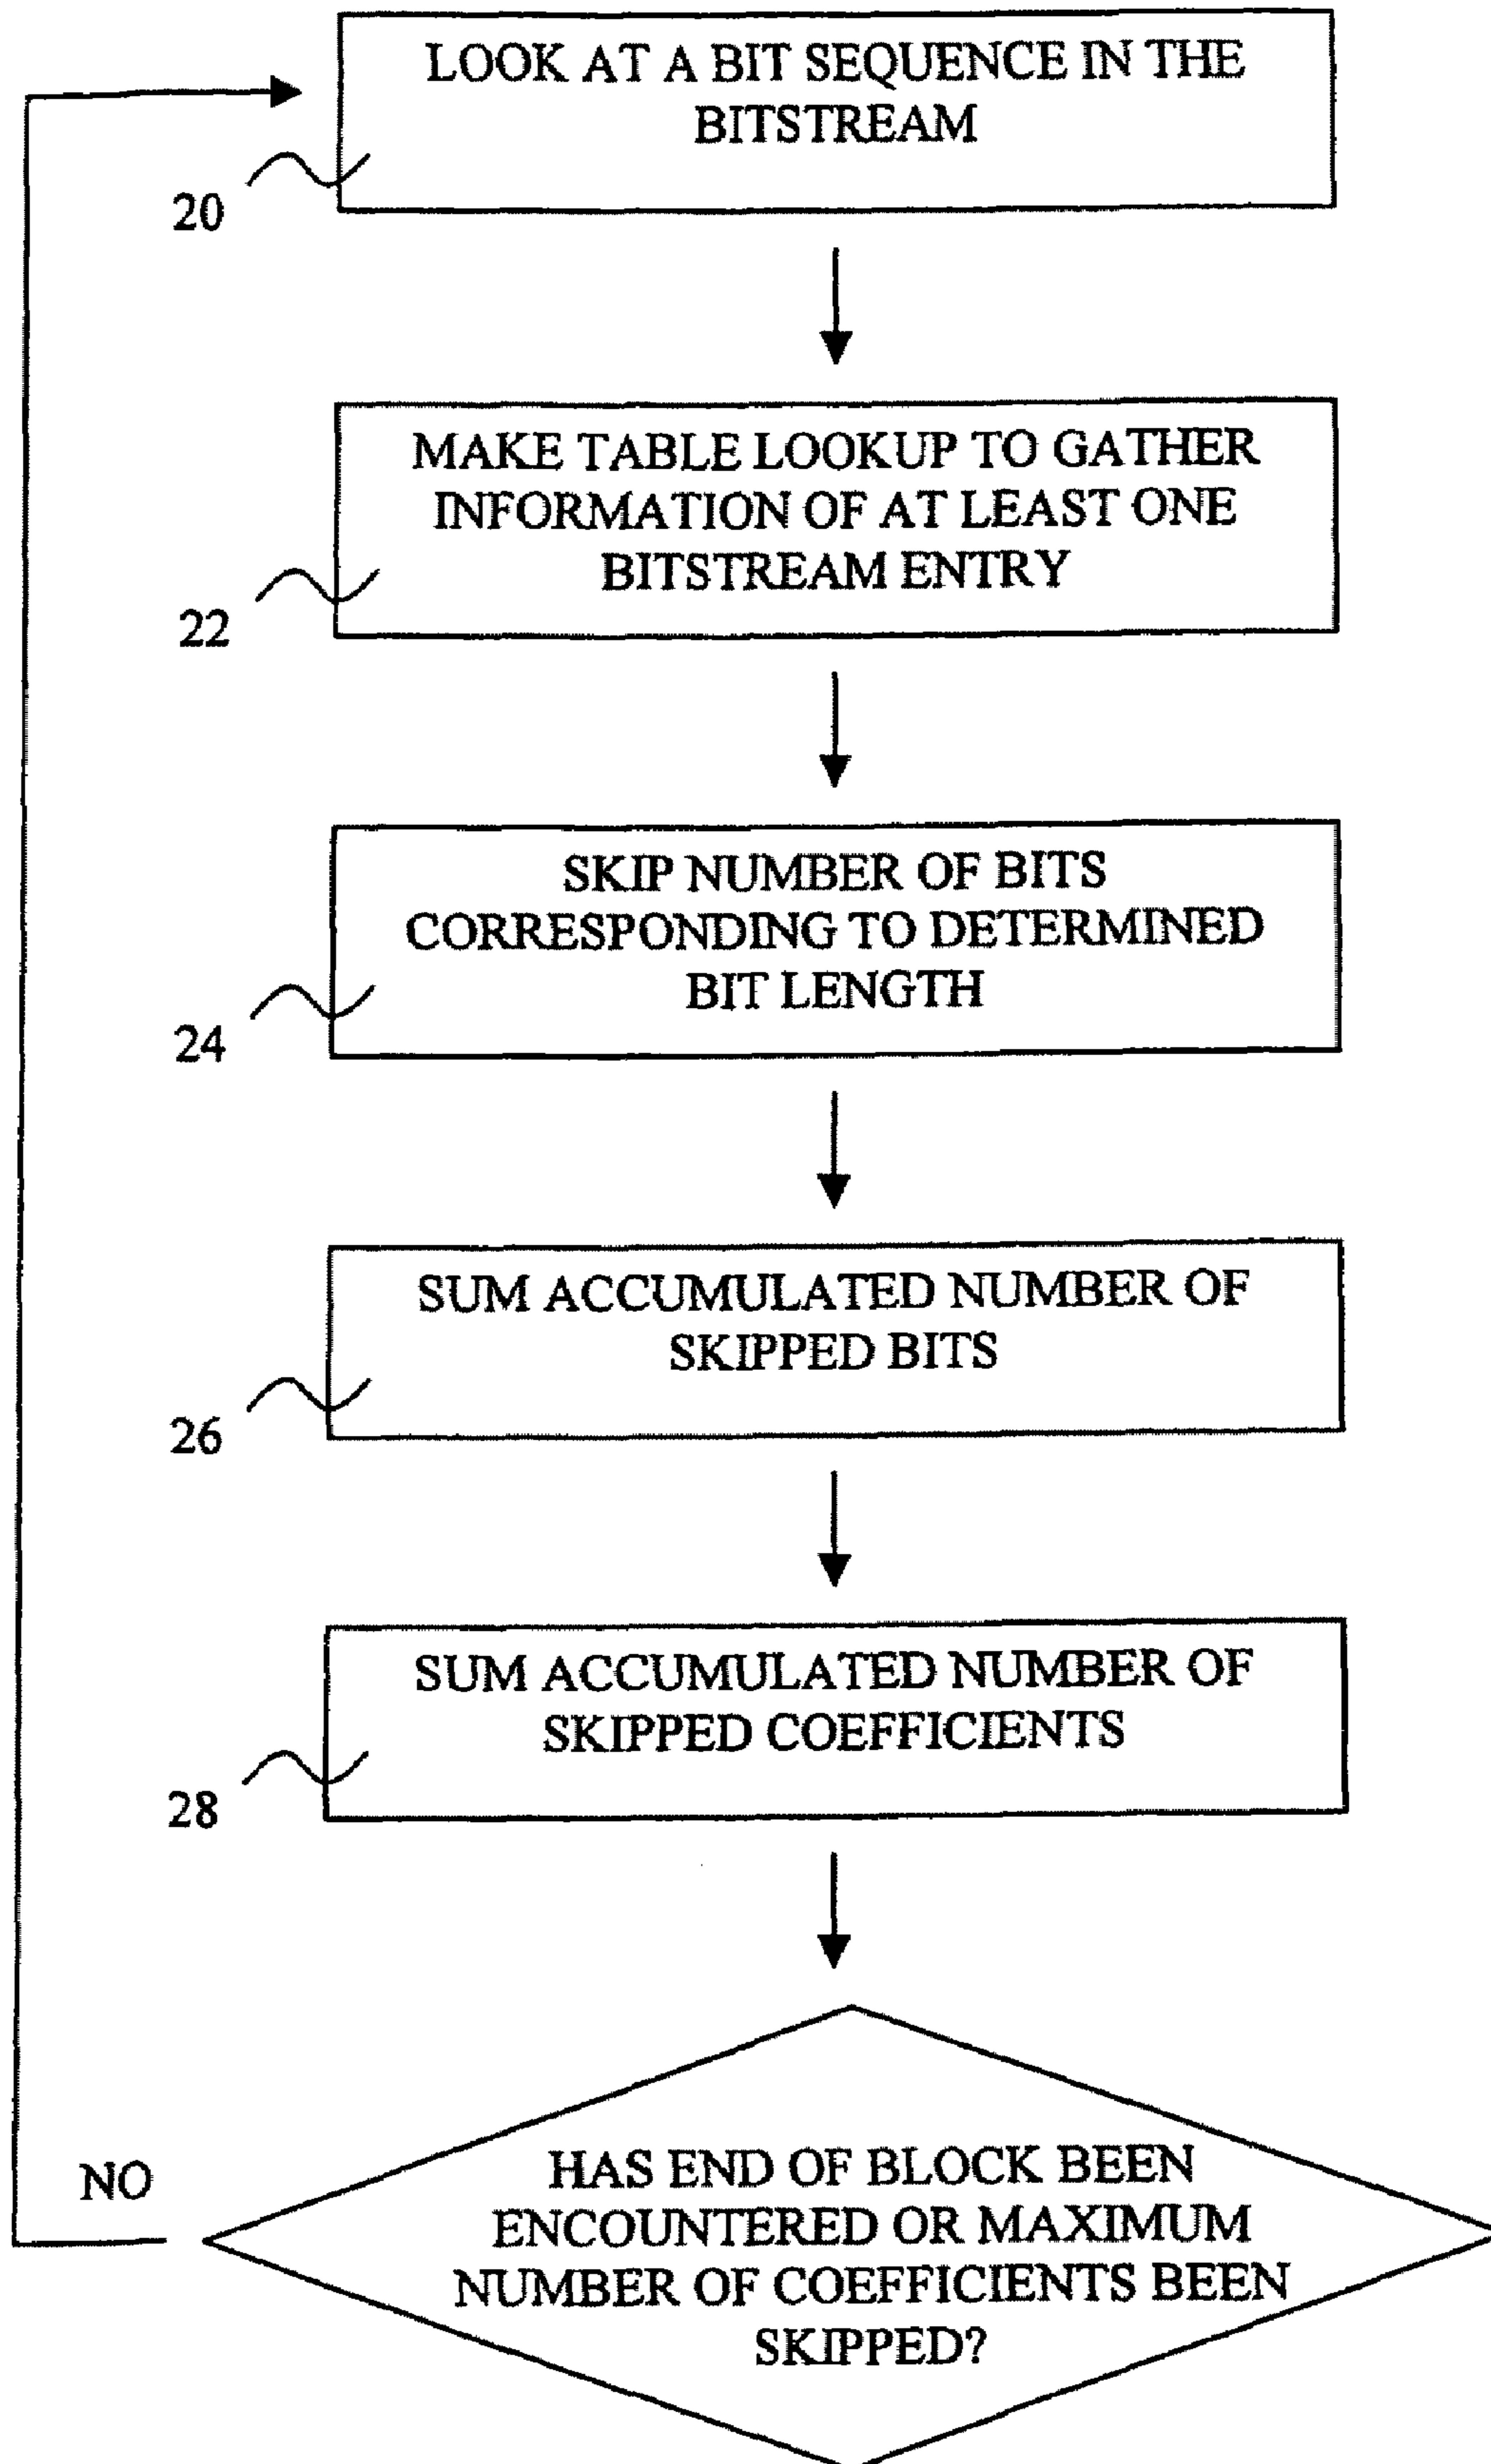 LOOK AT A BIT SEQUENCE IN THE
BITSTREAM
20
MAKE TABLE LOOKUP TO GATHER
INFORMATION OF AT LEAST ONE
BITSTREAM ENTRY
22
SKIP NUMBER OF BITS
CORRESPONDING TO DETERMINED
BIT LENGTH
24
SUM ACCUMULATED NUMBER OF
SKIPPED BITS
26
SUM ACCUMULATED NUMBER OF
SKIPPED COEFFICIENTS
28
NO
HAS END OF BLOCK BEEN
ENCOUNTERED OR MAXIMUM
NUMBER OF COEFFICIENTS BEEN
SKIPPED?